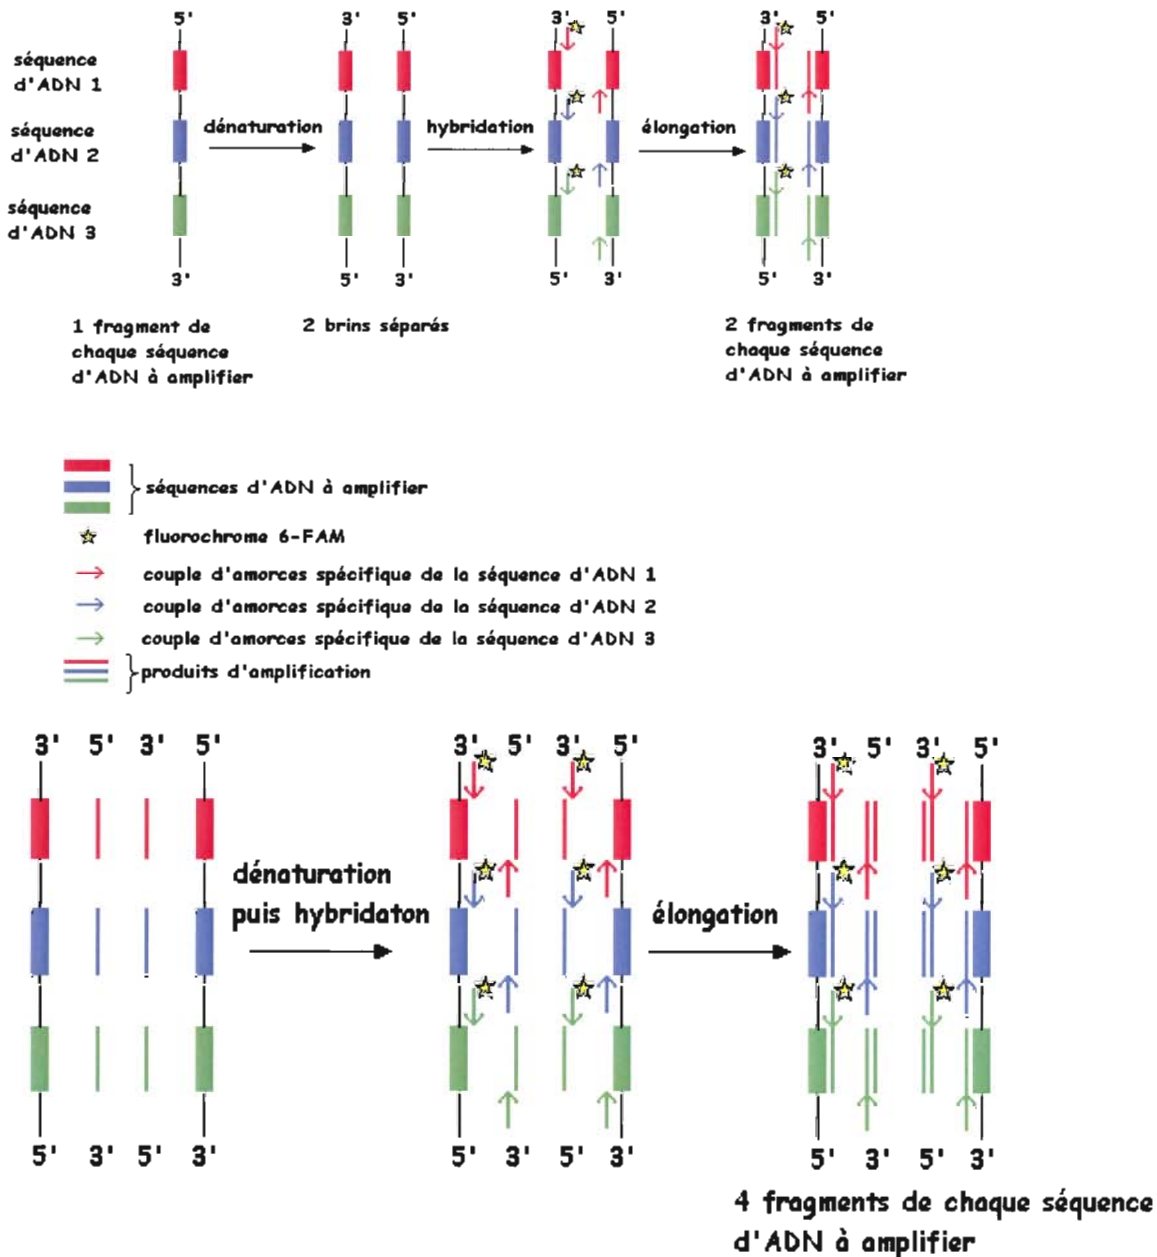 5' 3' 5' 3' 5' 3' 5'
séquence
d'ADN 1
séquence
d'ADN 2
dénaturation
hybridation
élongation
séquence
d'ADN 3
3' 5' 3' 5' 3' 5' 3'
1 fragment de
chaque séquence
d'ADN à amplifier
2 brins séparés
2 fragments de
chaque séquence
d'ADN à amplifier
séquences d'ADN à amplifier
fluorochrome 6-FAM
couple d'amorces spécifique de la séquence d'ADN 1
couple d'amorces spécifique de la séquence d'ADN 2
couple d'amorces spécifique de la séquence d'ADN 3
produits d'amplification
3' 5' 3' 5' 3' 5' 3' 5' 3' 5' 3' 5'
dénaturation
puis hybridaton
élongation
5' 3' 5' 3' 5' 3' 5' 3' 5' 3' 5' 3'
4 fragments de chaque séquence
d'ADN à amplifier